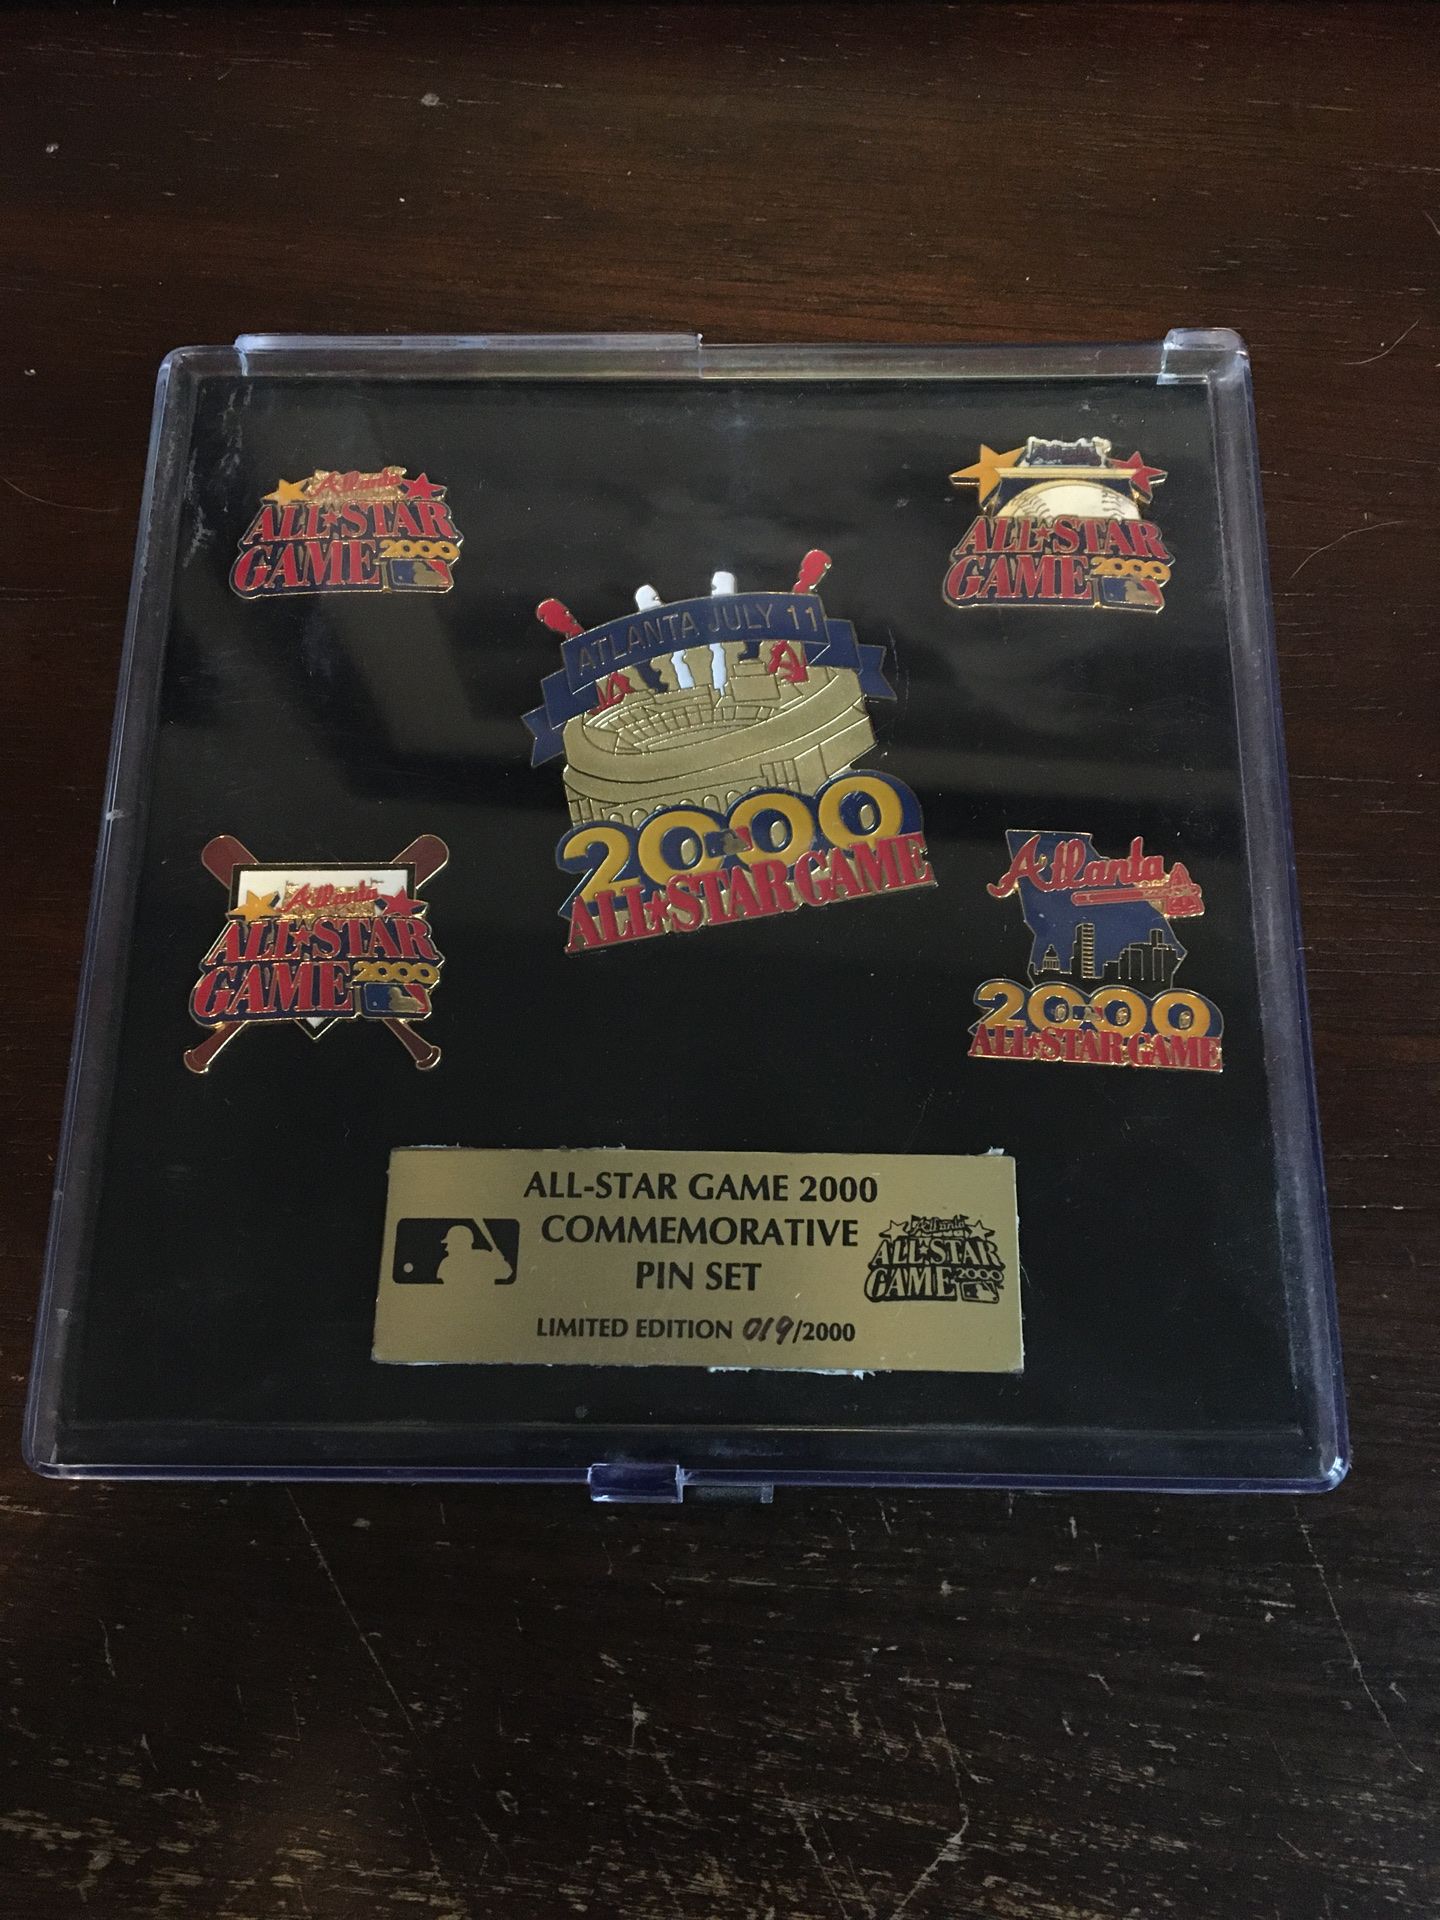 Atlanta
ALL★STAR
GAME 2000
ALL★STAR
GAME 2000
ATLANTA JULY 11
2000
ALL★STAR GAME
Atlanta
ALL★STAR
GAME 2000
Atlanta
2000
ALL★STAR GAME
ALL-STAR GAME 2000
COMMEMORATIVE
PIN SET
LIMITED EDITION 019/2000
Atlanta
ALL★STAR
GAME 2000